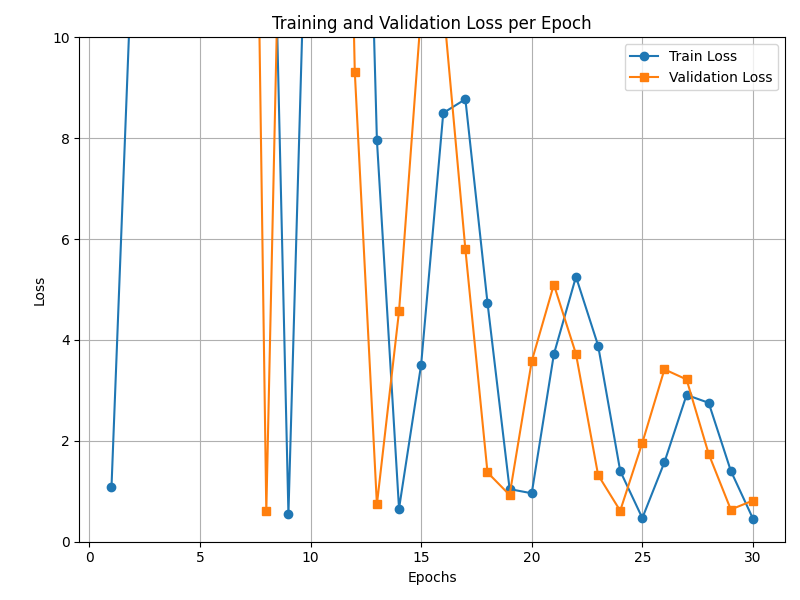 Training and Validation Loss per Epoch
Train Loss
Validation Loss
10
8
6
4
2
0
Loss
0 5 10 15 20 25 30
Epochs